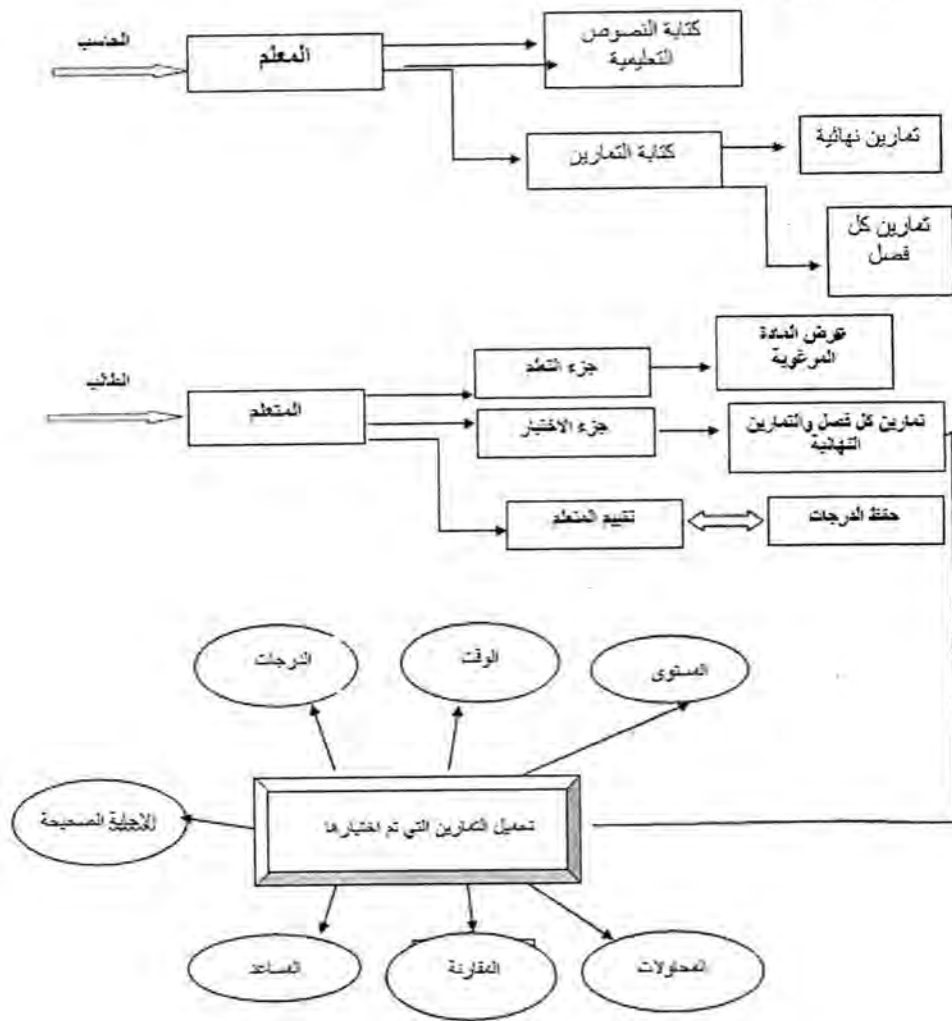 الحاسب
المعلم
كتابة النصوص
التعليمية
كتابة التمارين
تمارين نهائية
تمارين كل
فصل
الطالب
المتعلم
جزء التعلم
عرض المادة
المرغوبة
جزء الاختبار
تمارين كل فصل والتمارين
النهائية
تقييم المتعلم
حفظ الدرجات
المستوى
الوقت
الدرجات
تحميل التمارين التي تم اختيارها
الاجابة الصحيحة
المحاولات
المقارنة
المساعد